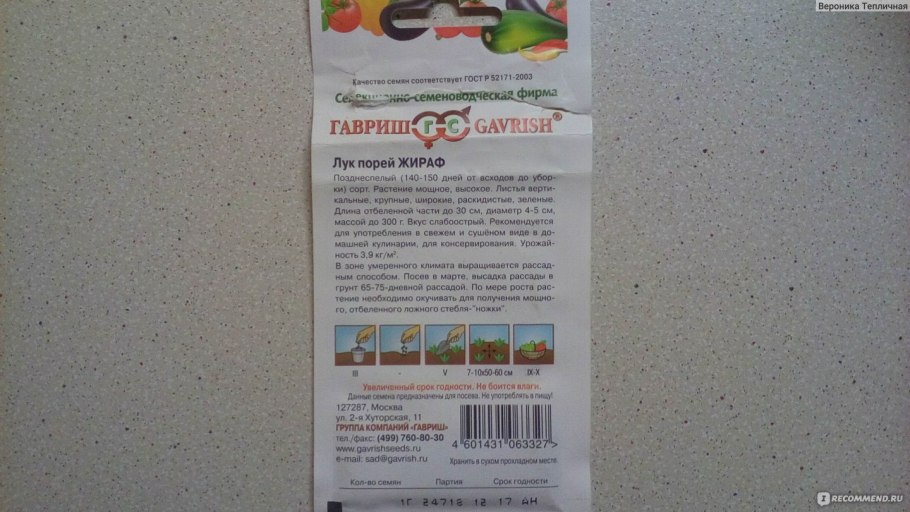 Вероника Тепличная
Качество семян соответствует ГОСТ Р 52171-2003
Селекционно-семеноводческая фирма
ГАВРИШ ГС GAVRISH®
Лук порей ЖИРАФ
Позднеспелый (140-150 дней от всходов до убор-
ки) сорт. Растение мощное, высокое. Листья верти-
кальные, крупные, широкие, раскидистые, зеленые.
Длина отбеленной части до 30 см, диаметр 4-5 см,
массой до 300 г. Вкус слабоострый. Рекомендуется
для употребления в свежем и сушёном виде в до-
машней кулинарии, для консервирования. Урожай-
ность 3,9 кг/м².
В зоне умеренного климата выращивается рассад-
ным способом. Посев в марте, высадка рассады в
грунт 65-75-дневной рассадой. По мере роста рас-
тение необходимо окучивать для получения мощно-
го, отбеленного ложного стебля-"ножки".
III - V 7-10x50-60 см IX-X
Увеличенный срок годности. Не боится влаги.
Данные семена предназначены для посева. Не употреблять в пищу!
127287, Москва
ул. 2-я Хуторская, 11
ГРУППА КОМПАНИЙ «ГАВРИШ»
тел./факс: (499) 760-80-30
www.gavrishseeds.ru
e-mail: sad@gavrish.ru
4 601431 063327 >
Хранить в сухом прохладном месте.
Кол-во семян Партия Срок годности
1Г 24718 12 17 АН
IRECOMMEND.RU